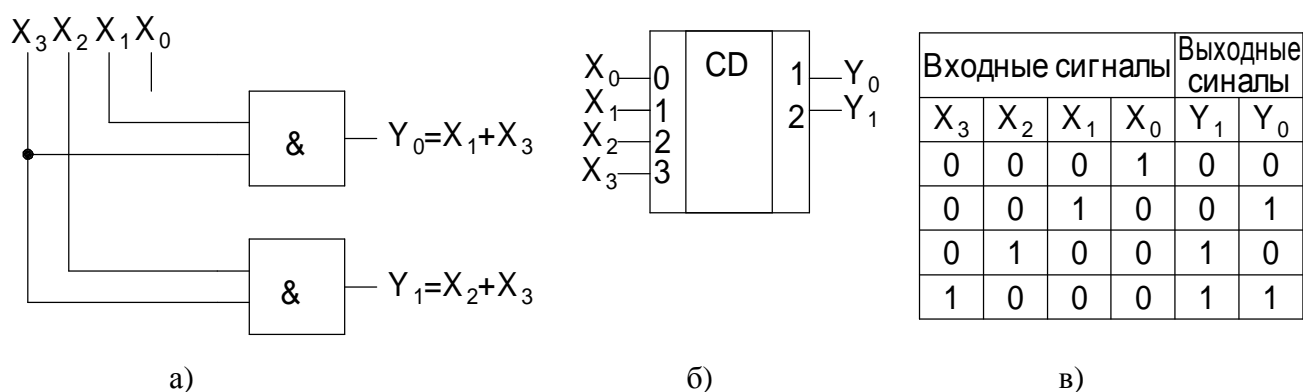 X3 X2 X1 X0
& Y0=X1+X3
& Y1=X2+X3
а)
CD
X0 0 1 Y0
X1 1 2 Y1
X2 2
X3 3
б)
Входные сигналы Выходные синалы
X3 X2 X1 X0 Y1 Y0
0 0 0 1 0 0
0 0 1 0 0 1
0 1 0 0 1 0
1 0 0 0 1 1
в)